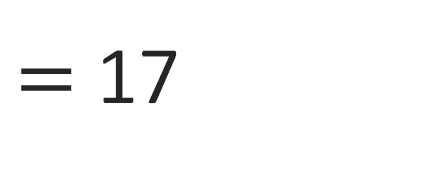 = 17